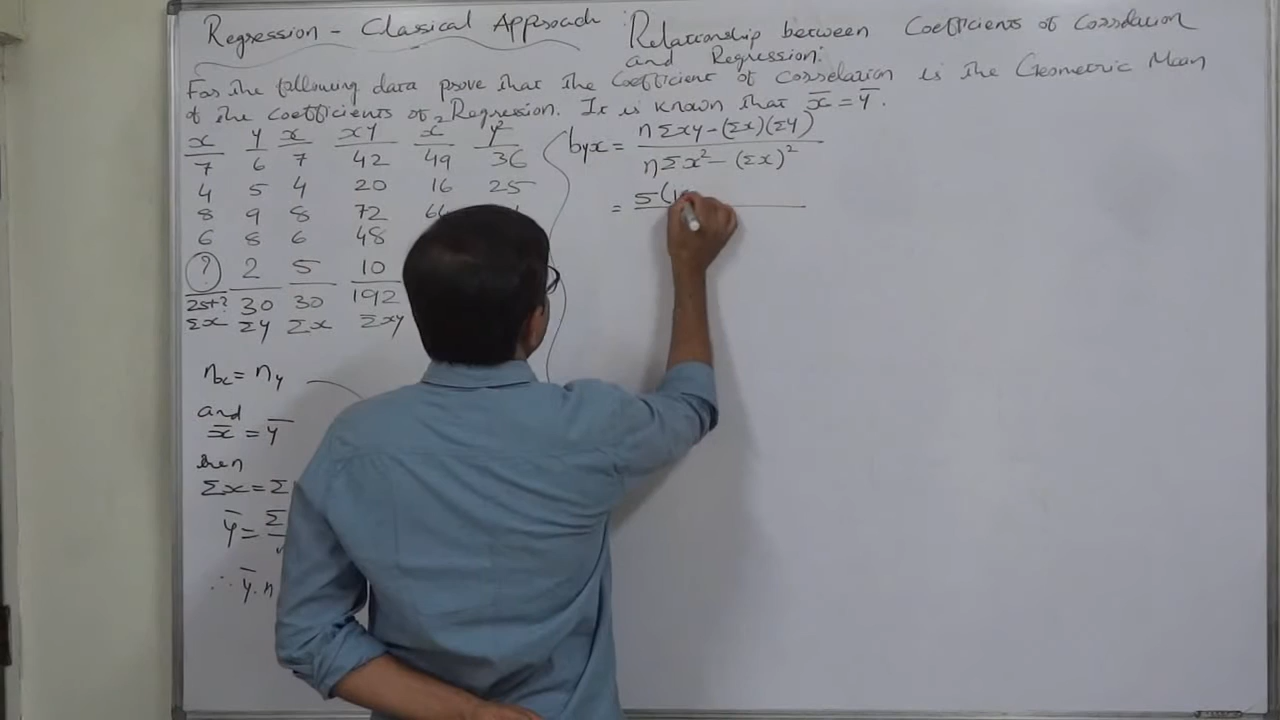 Regression - Classical Approach : Relationship between Coefficients of Correlation
and Regression:
For the following data prove that the Coefficient of correlation is the Geometric Mean
of the coefficients of Regression. It is known that x̄ = ȳ.
x y x xy x² y²
7 6 7 42 49 36
4 5 4 20 16 25
8 9 8 72
6 8 6 48
? 2 5 10
25+? 30 30 192
Σx Σy Σx Σxy
nx = ny
and
x̄ = ȳ
then
Σx = Σ
ȳ = Σ
∴ ȳ.n
byx = nΣxy - (Σx)(Σy) / nΣx² - (Σx)²
= 5(1